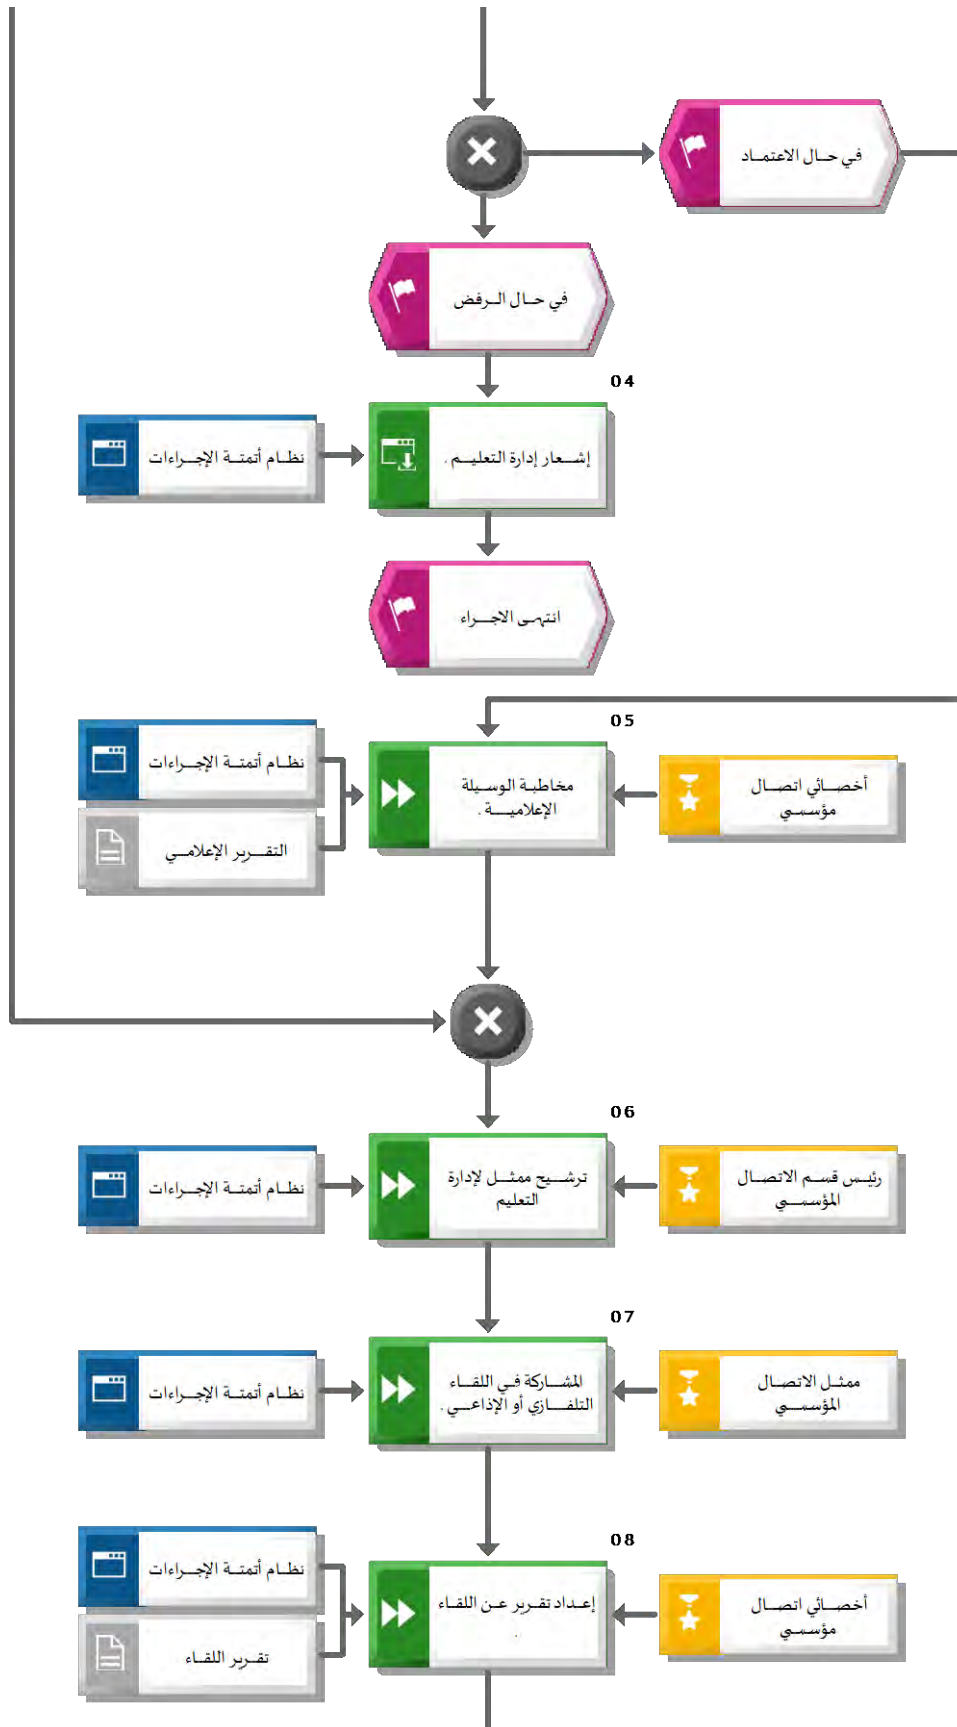 في حال الاعتماد
في حال الرفض
04
إشعار إدارة التعليم .
نظام أتمتة الإجراءات
انتهى الاجراء
05
أخصائي اتصال
مؤسسي
مخاطبة الوسيلة
الإعلامية .
نظام أتمتة الإجراءات
التقرير الإعلامي
06
رئيس قسم الاتصال
المؤسسي
ترشيح ممثل لإدارة
التعليم
نظام أتمتة الإجراءات
07
ممثل الاتصال
المؤسسي
المشاركة في اللقاء
التلفازي أو الإذاعي .
نظام أتمتة الإجراءات
08
أخصائي اتصال
مؤسسي
إعداد تقرير عن اللقاء
.
نظام أتمتة الإجراءات
تقرير اللقاء